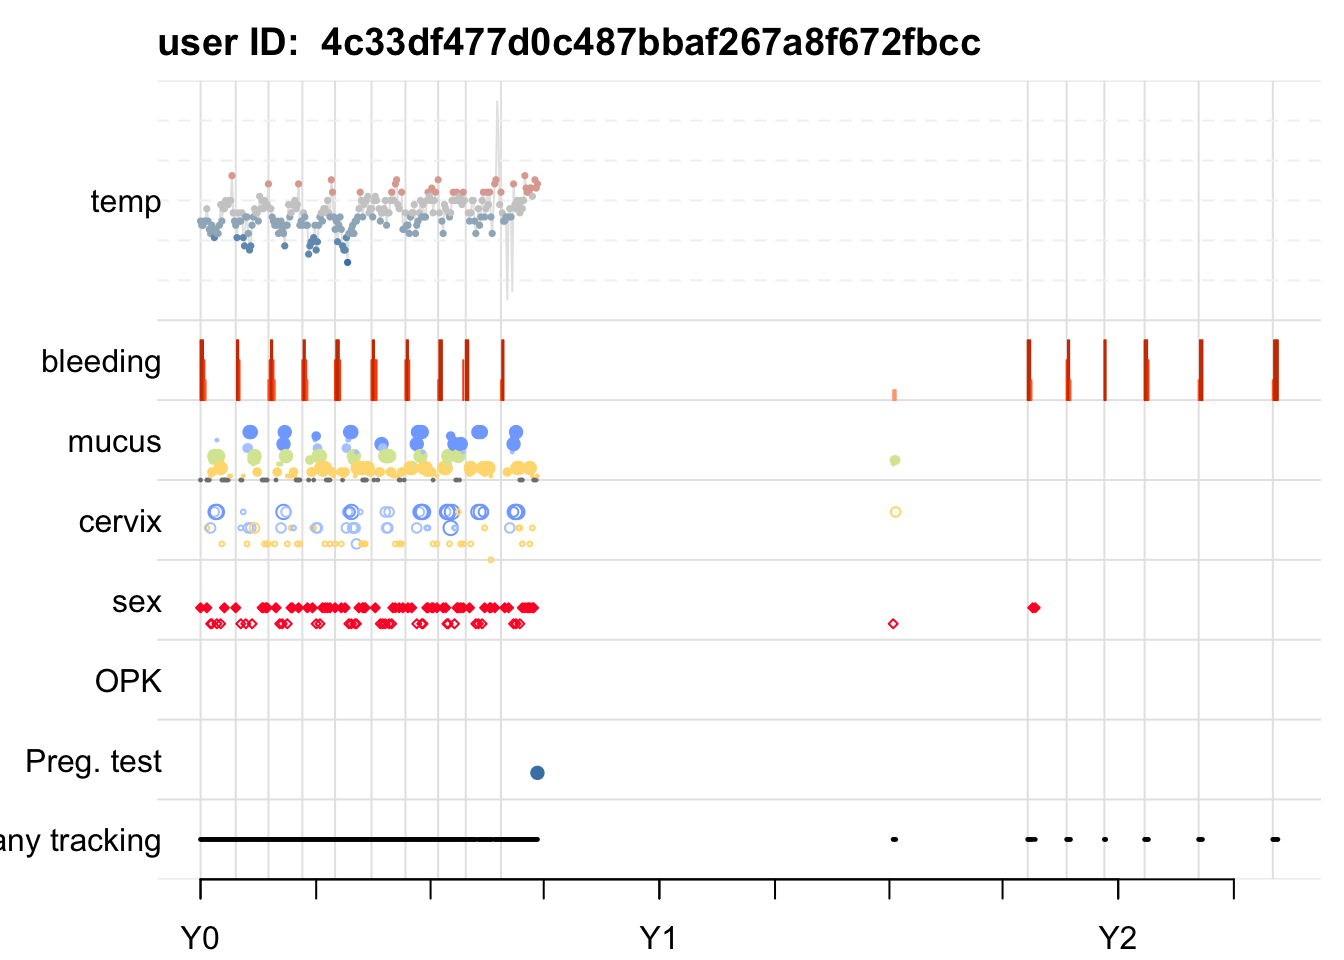 user ID:  4c33df477d0c487bbaf267a8f672fbcc
temp
bleeding
mucus
cervix
sex
OPK
Preg. test
any tracking
Y0 Y1 Y2